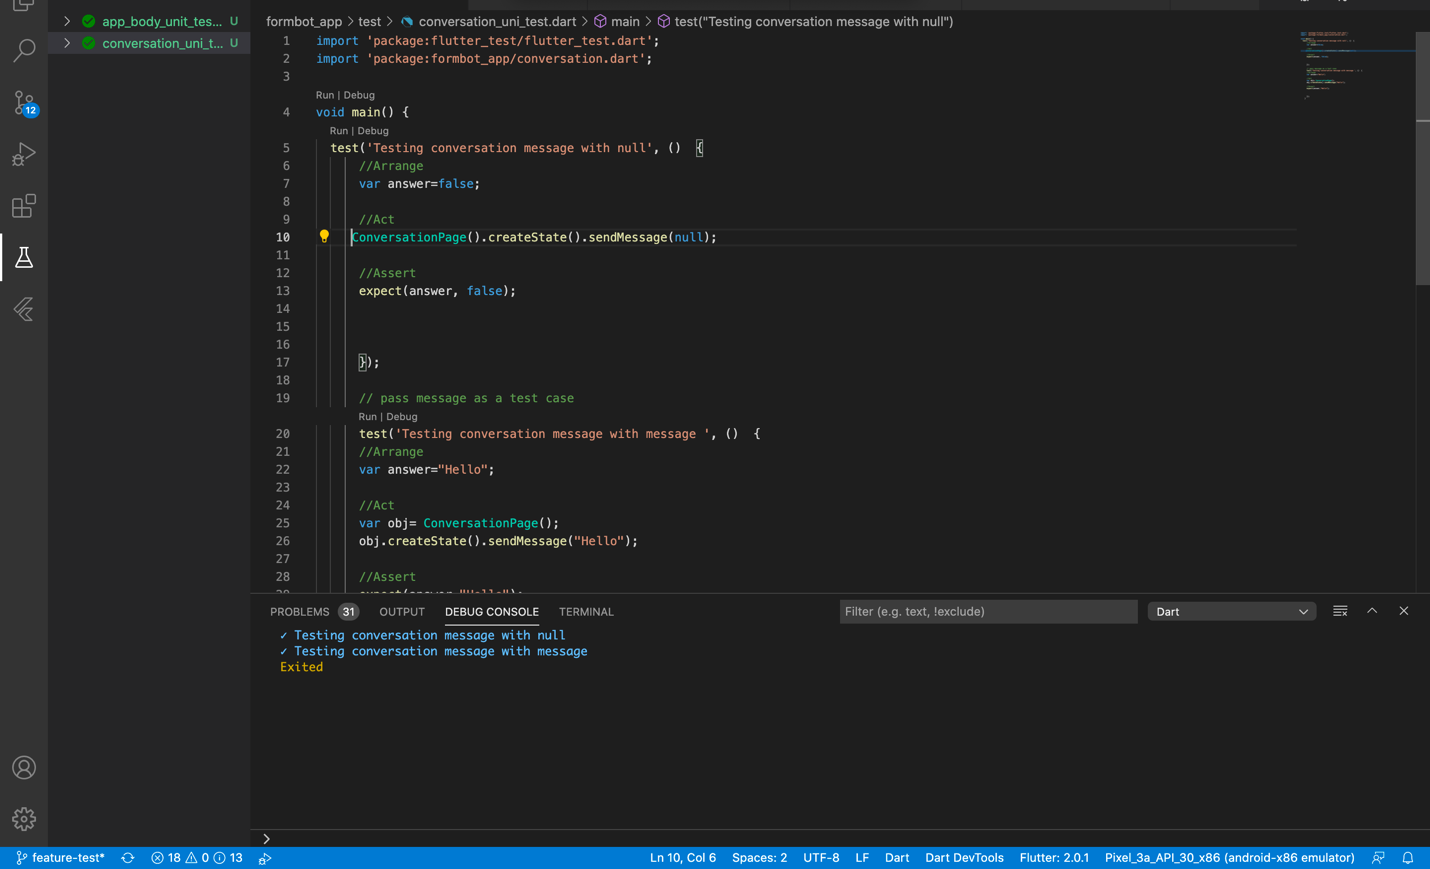 app_body_unit_tes... U
conversation_uni_t... U
12
formbot_app > test > conversation_uni_test.dart > main > test("Testing conversation message with null")
1 import 'package:flutter_test/flutter_test.dart';
2 import 'package:formbot_app/conversation.dart';
3
Run | Debug
4 void main() {
Run | Debug
5 test('Testing conversation message with null', () {
6 //Arrange
7 var answer=false;
8
9 //Act
10 ConversationPage().createState().sendMessage(null);
11
12 //Assert
13 expect(answer, false);
14
15
16
17 });
18
19 // pass message as a test case
Run | Debug
20 test('Testing conversation message with message ', () {
21 //Arrange
22 var answer="Hello";
23
24 //Act
25 var obj= ConversationPage();
26 obj.createState().sendMessage("Hello");
27
28 //Assert
PROBLEMS 31 OUTPUT DEBUG CONSOLE TERMINAL Filter (e.g. text, !exclude) Dart
✓ Testing conversation message with null
✓ Testing conversation message with message
Exited
>
feature-test* 18 0 13 Ln 10, Col 6 Spaces: 2 UTF-8 LF Dart Dart DevTools Flutter: 2.0.1 Pixel_3a_API_30_x86 (android-x86 emulator)